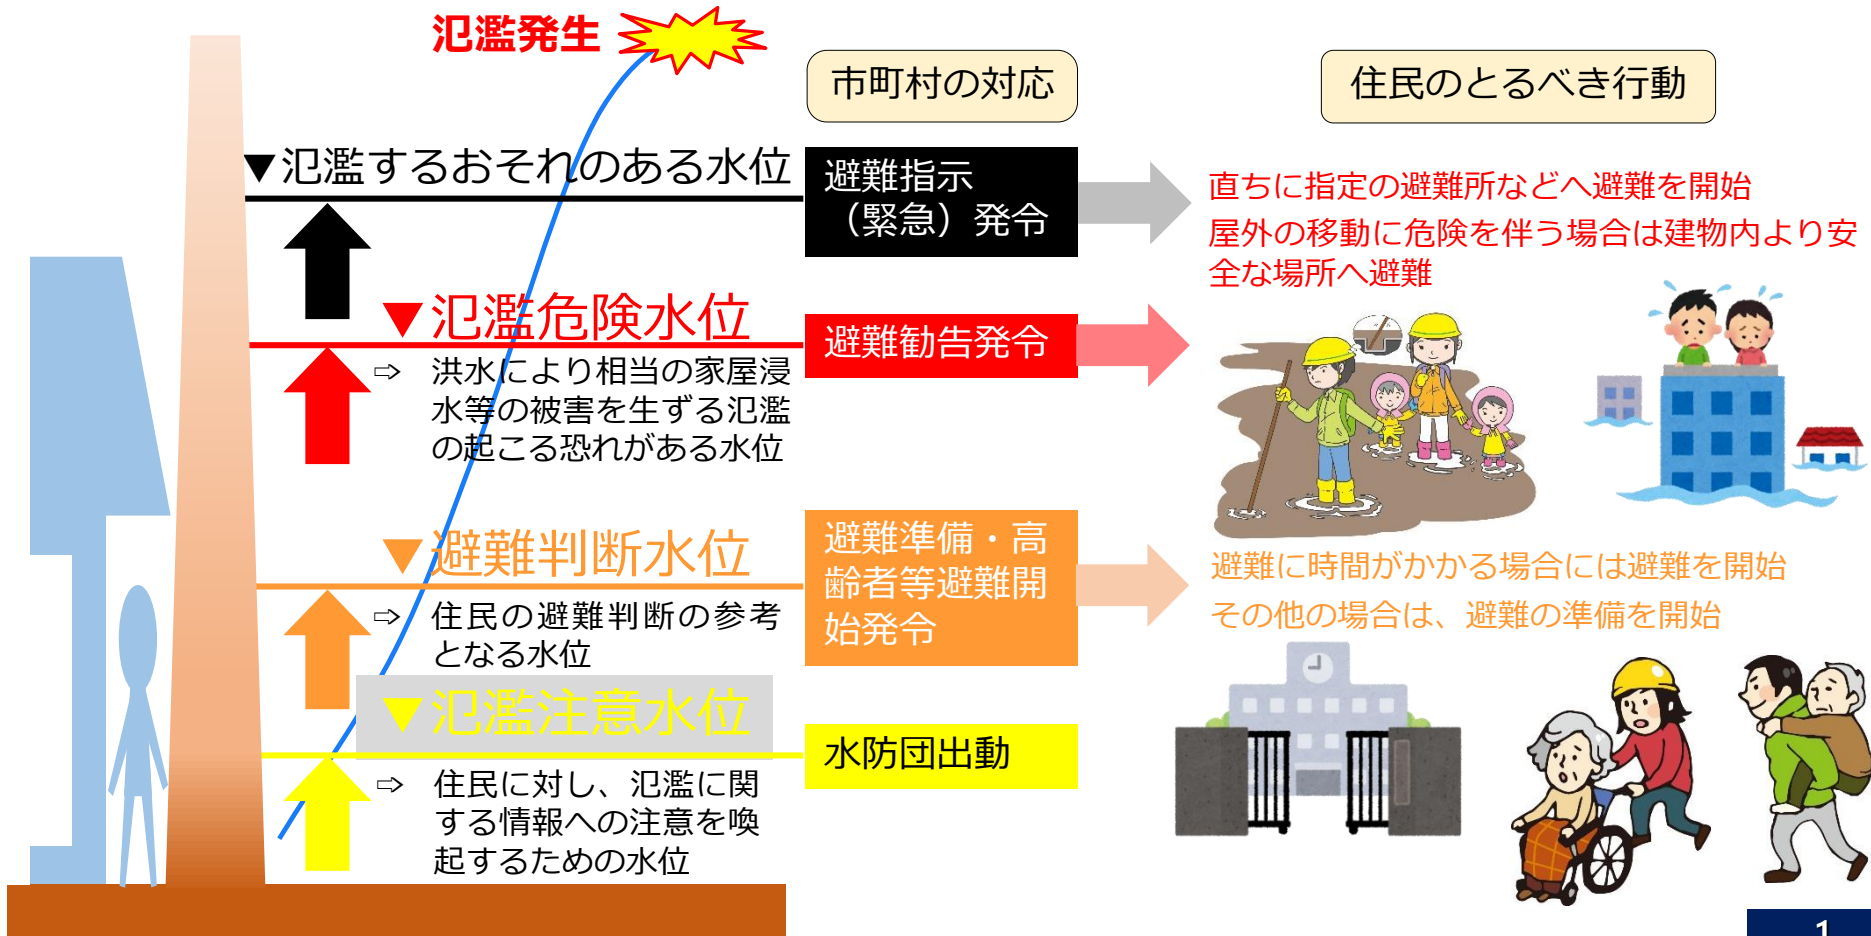 氾濫発生
市町村の対応
住民のとるべき行動
▼氾濫するおそれのある水位
避難指示
（緊急）発令
直ちに指定の避難所などへ避難を開始
屋外の移動に危険を伴う場合は建物内より安
全な場所へ避難
▼氾濫危険水位
避難勧告発令
⇨ 洪水により相当の家屋浸
水等の被害を生ずる氾濫
の起こる恐れがある水位
▼避難判断水位
避難準備・高
齢者等避難開
始発令
避難に時間がかかる場合には避難を開始
その他の場合は、避難の準備を開始
⇨ 住民の避難判断の参考
となる水位
▼氾濫注意水位
水防団出動
⇨ 住民に対し、氾濫に関
する情報への注意を喚
起するための水位
1